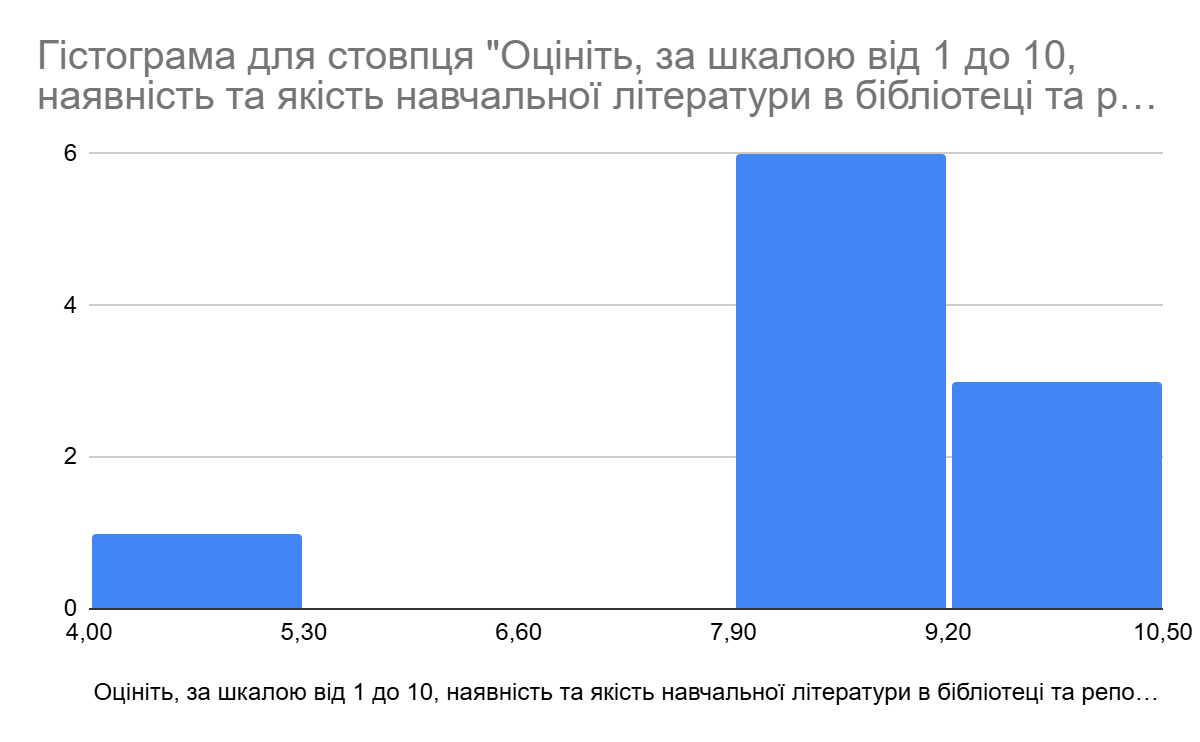 Гістограма для стовпця "Оцініть, за шкалою від 1 до 10,
наявність та якість навчальної літератури в бібліотеці та р…
6
4
2
0
4,00 5,30 6,60 7,90 9,20 10,50
Оцініть, за шкалою від 1 до 10, наявність та якість навчальної літератури в бібліотеці та репо…